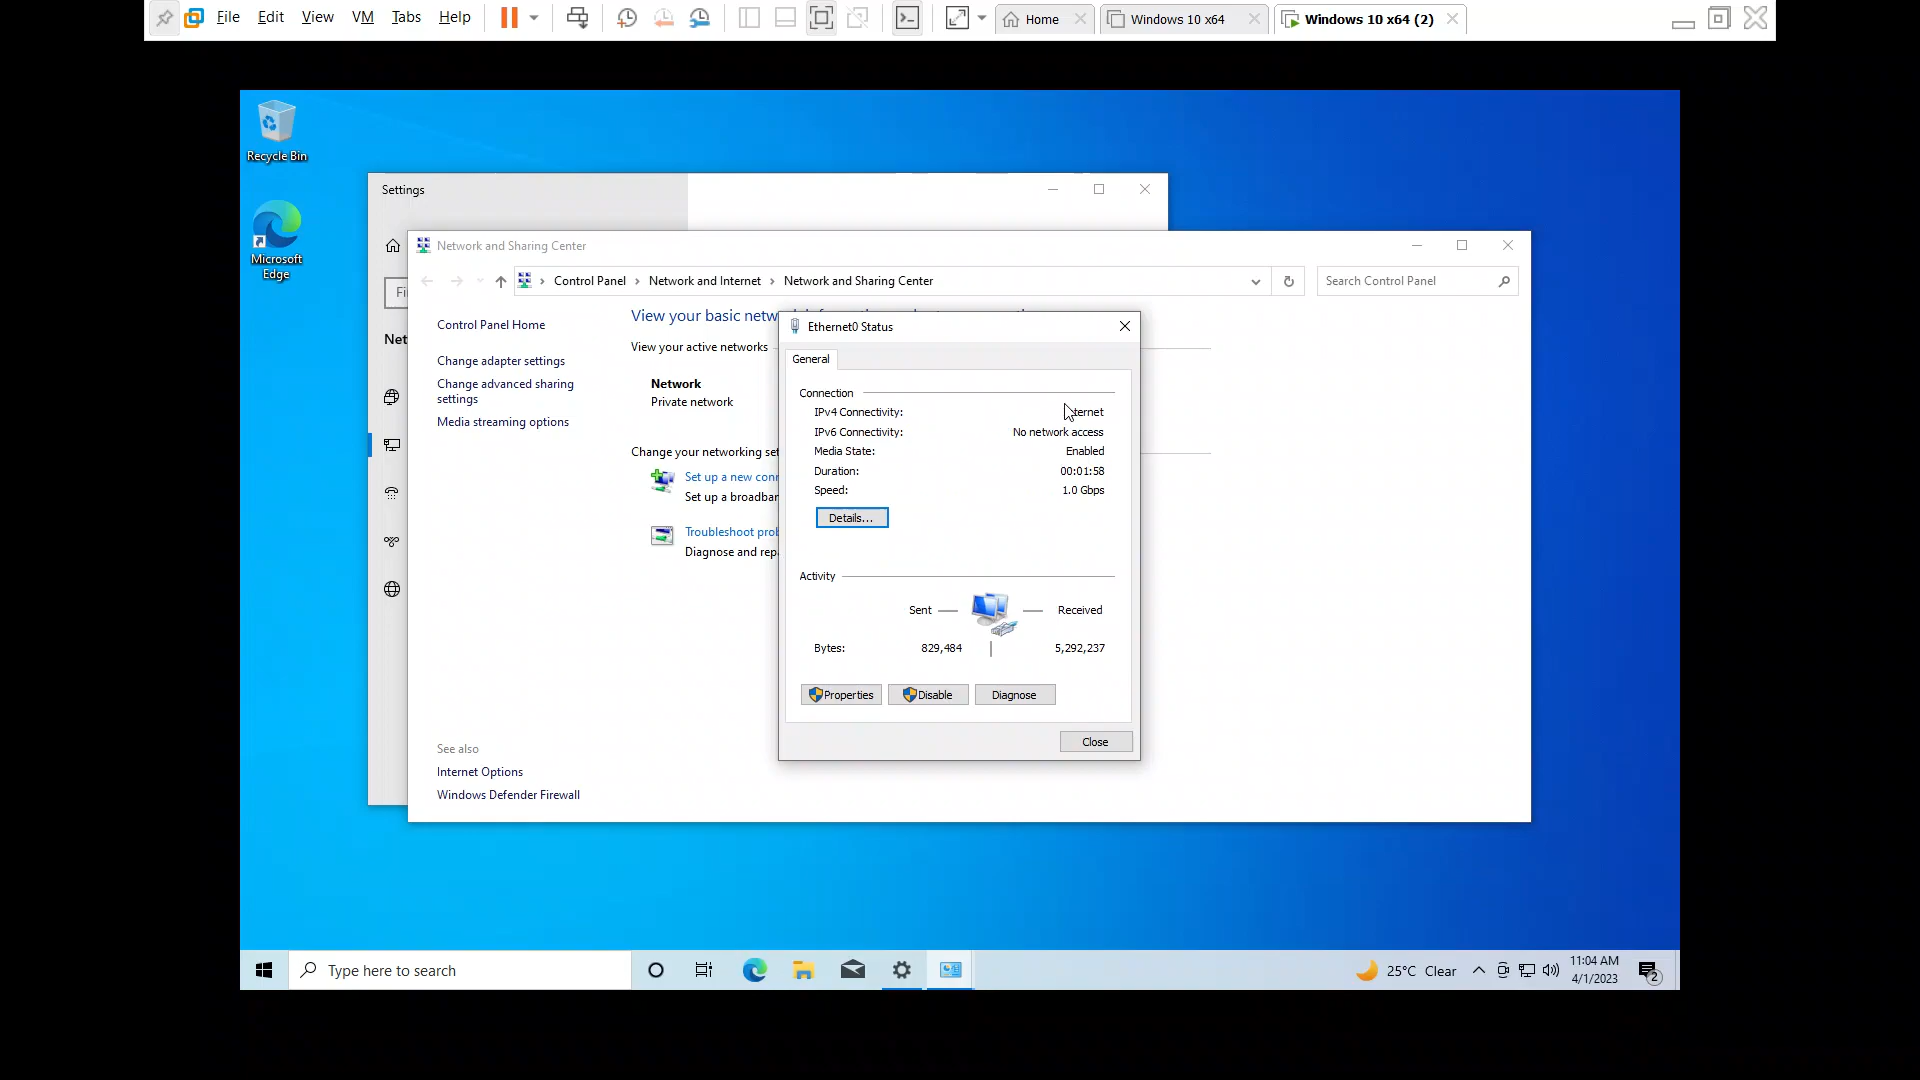 File Edit View VM Tabs Help
Home
Windows 10 x64
Windows 10 x64 (2)
Recycle Bin
Microsoft
Edge
Settings
Network and Sharing Center
Control Panel › Network and Internet › Network and Sharing Center
Search Control Panel
Control Panel Home
Change adapter settings
Change advanced sharing
settings
Media streaming options
View your basic
View your active networks
Network
Private network
Change your networking
Set up a new
Set up a
Troubleshoot
Diagnose and
See also
Internet Options
Windows Defender Firewall
Ethernet0 Status
General
Connection
IPv4 Connectivity:
IPv6 Connectivity: No network access
Media State: Enabled
Duration: 00:01:58
Speed: 1.0 Gbps
Details...
Activity
Sent — — Received
Bytes: 829,484 | 5,292,237
Properties Disable Diagnose
Close
Type here to search
25°C Clear
11:04 AM
4/1/2023
2